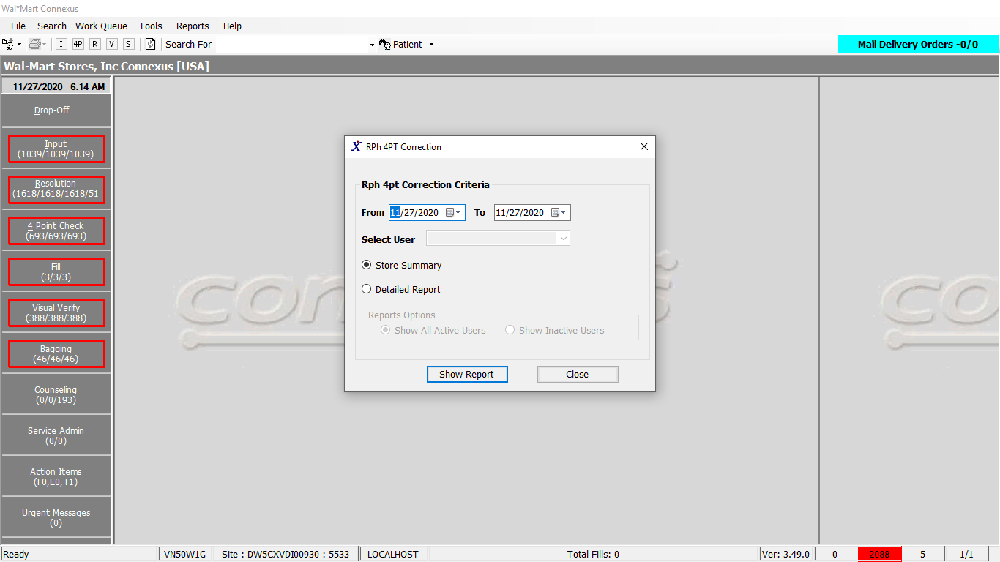 Wal*Mart Connexus
File Search Work Queue Tools Reports Help
I 4P R V S Search For Patient Mail Delivery Orders -0/0
Wal-Mart Stores, Inc Connexus [USA]
11/27/2020 6:14 AM
Drop-Off
Input
(1039/1039/1039)
Resolution
(1618/1618/1618/51
4 Point Check
(693/693/693)
Fill
(3/3/3)
Visual Verify
(388/388/388)
Bagging
(46/46/46)
Counseling
(0/0/193)
Service Admin
(0/0)
Action Items
(F0,E0,T1)
Urgent Messages
(0)
RPh 4PT Correction
Rph 4pt Correction Criteria
From 11/27/2020 To 11/27/2020
Select User
Store Summary
Detailed Report
Reports Options
Show All Active Users Show Inactive Users
Show Report Close
con s co
Ready VN50W1G Site : DW5CXVDI00930 : 5533 LOCALHOST Total Fills: 0 Ver: 3.49.0 0 2088 5 1/1